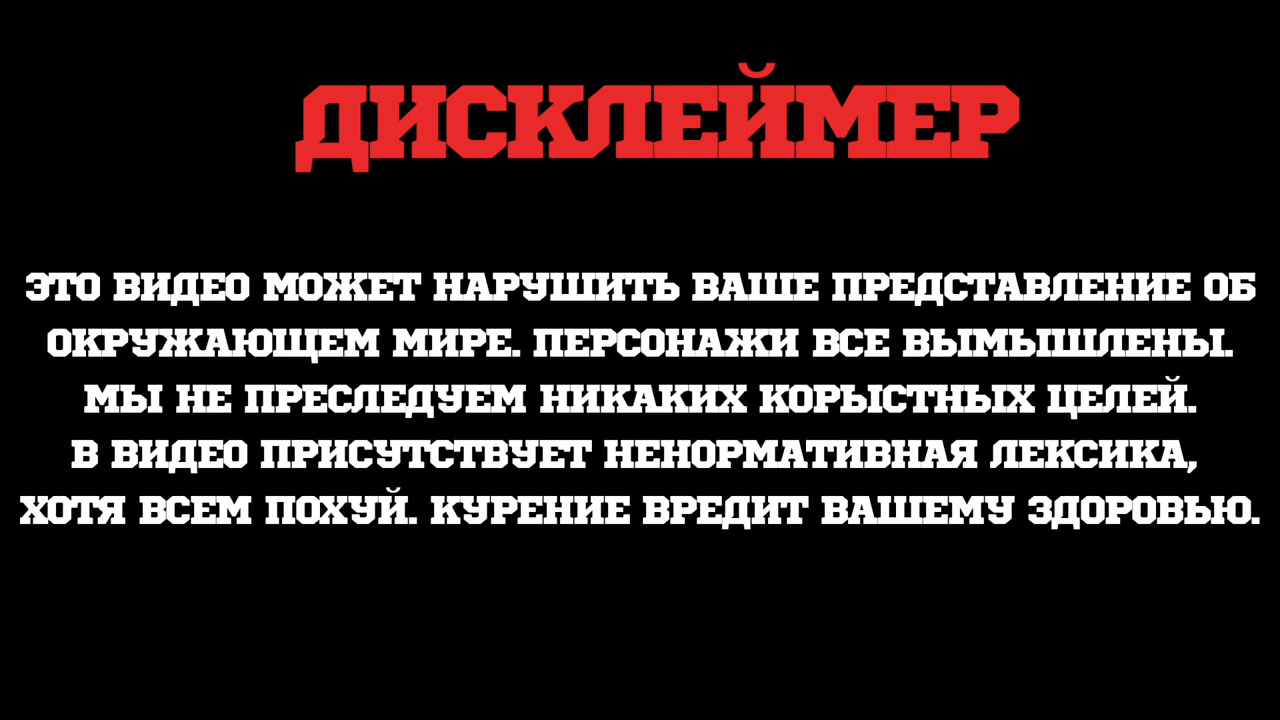 ДИСКЛЕЙМЕР
ЭТО ВИДЕО МОЖЕТ НАРУШИТЬ ВАШЕ ПРЕДСТАВЛЕНИЕ ОБ
ОКРУЖАЮЩЕМ МИРЕ. ПЕРСОНАЖИ ВСЕ ВЫМЫШЛЕНЫ.
МЫ НЕ ПРЕСЛЕДУЕМ НИКАКИХ КОРЫСТНЫХ ЦЕЛЕЙ.
В ВИДЕО ПРИСУТСТВУЕТ НЕНОРМАТИВНАЯ ЛЕКСИКА,
ХОТЯ ВСЕМ ПОХУЙ. КУРЕНИЕ ВРЕДИТ ВАШЕМУ ЗДОРОВЬЮ.